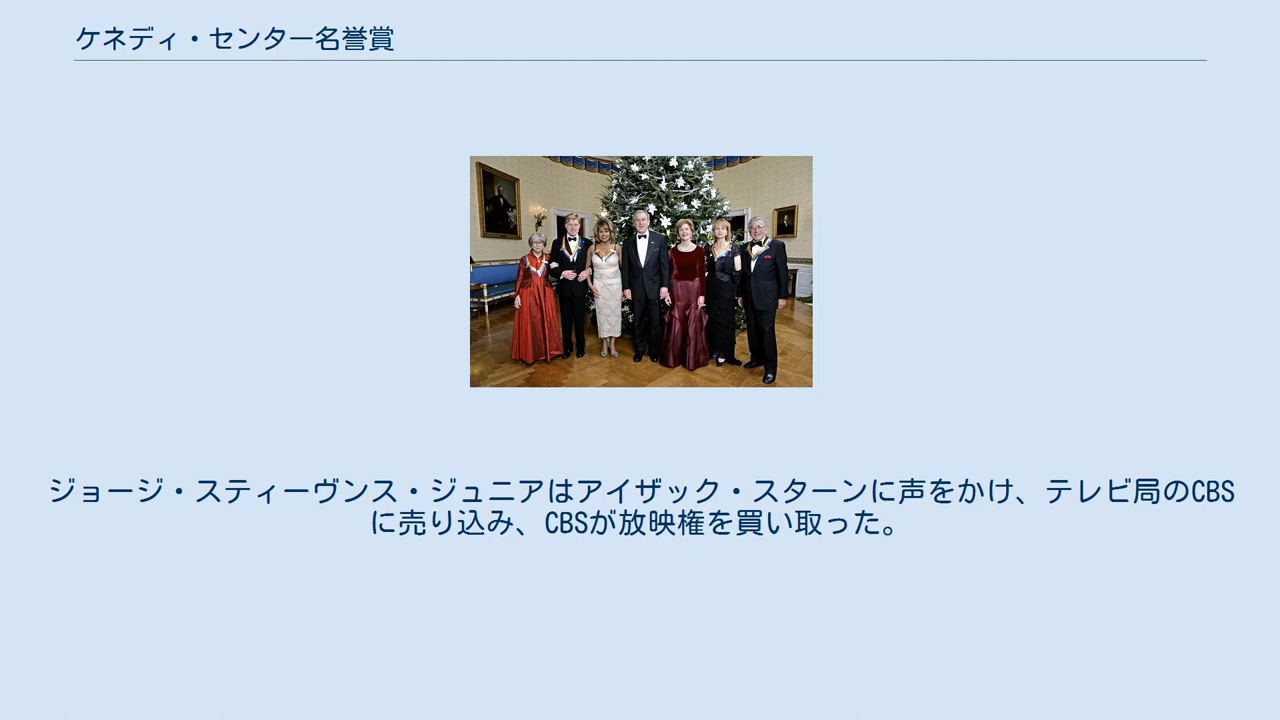 ケネディ・センター名誉賞
ジョージ・スティーヴンス・ジュニアはアイザック・スターンに声をかけ、テレビ局のCBS
に売り込み、CBSが放映権を買い取った。